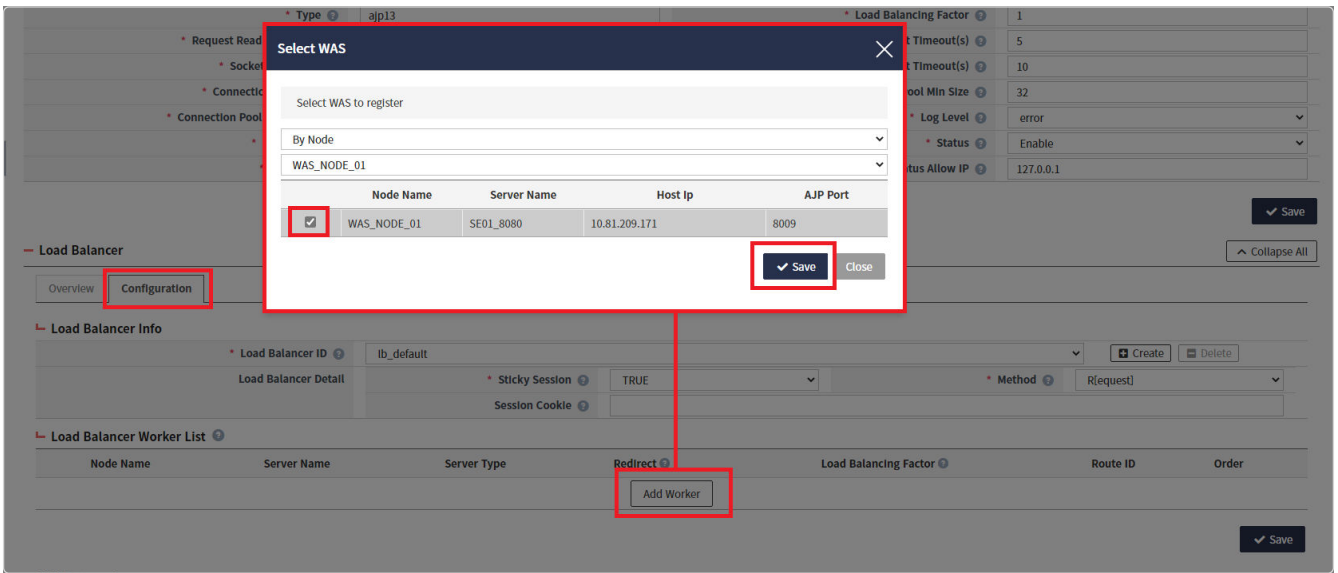 * Type ajp13 * Load Balancing Factor 1
* Request Read t Timeout(s) 5
* Socket t Timeout(s) 10
* Connectio ool Min Size 32
* Connection Pool * Log Level error
* * Status Enable
* tus Allow IP 127.0.0.1
Save
Select WAS
Select WAS to register
By Node
WAS_NODE_01
Node Name Server Name Host Ip AJP Port
WAS_NODE_01 SE01_8080 10.81.209.171 8009
Save Close
Load Balancer Collapse All
Overview Configuration
Load Balancer Info
* Load Balancer ID lb_default Create Delete
Load Balancer Detail * Sticky Session TRUE * Method R[equest]
Session Cookie
Load Balancer Worker List
Node Name Server Name Server Type Redirect Load Balancing Factor Route ID Order
Add Worker
Save